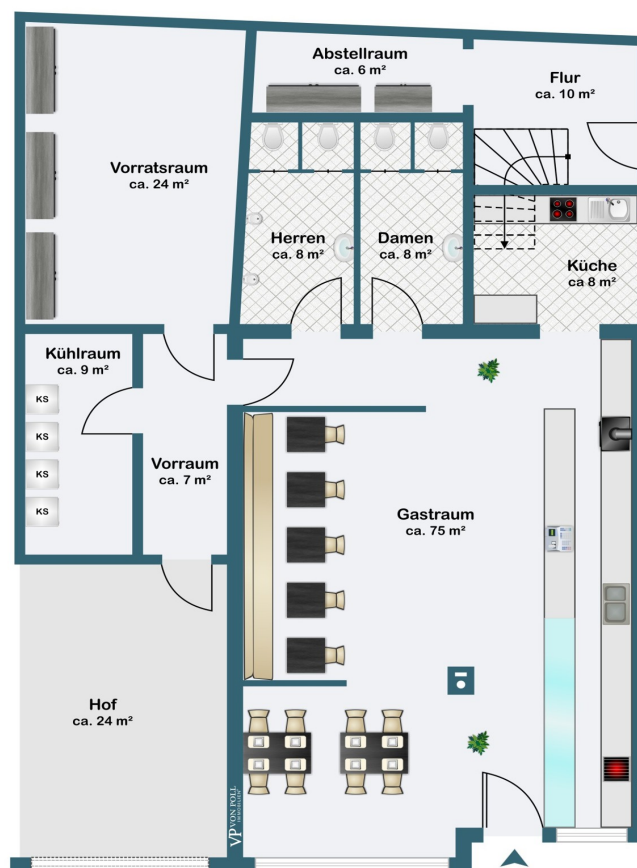 Abstellraum
ca. 6 m²
Flur
ca. 10 m²
Vorratsraum
ca. 24 m²
Herren
ca. 8 m²
Damen
ca. 8 m²
Küche
ca 8 m²
Kühlraum
ca. 9 m²
KS
KS
KS
KS
Vorraum
ca. 7 m²
Gastraum
ca. 75 m²
Hof
ca. 24 m²
VP VON POLL
IMMOBILIEN